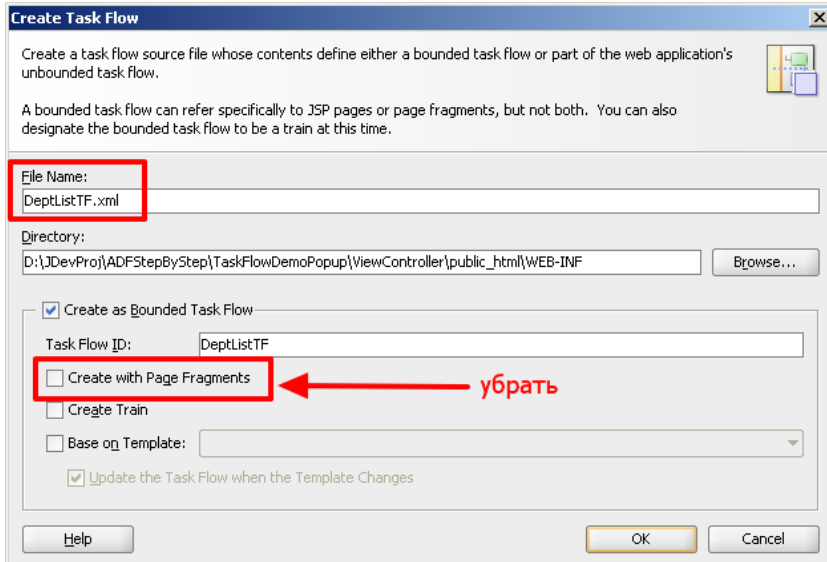 Create Task Flow
Create a task flow source file whose contents define either a bounded task flow or part of the web application's
unbounded task flow.
A bounded task flow can refer specifically to JSP pages or page fragments, but not both. You can also
designate the bounded task flow to be a train at this time.
File Name:
DeptListTF.xml
Directory:
D:\JDevProj\ADFStepByStep\TaskFlowDemoPopup\ViewController\public_html\WEB-INF
Browse...
Create as Bounded Task Flow
Task Flow ID:
DeptListTF
Create with Page Fragments
убрать
Create Train
Base on Template:
Update the Task Flow when the Template Changes
Help
OK
Cancel